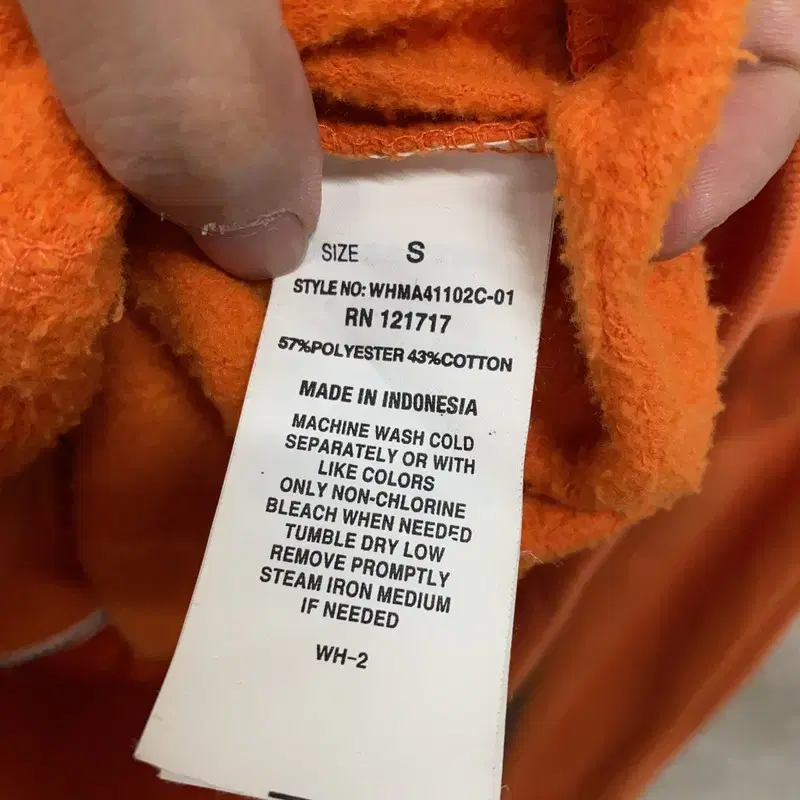 SIZE S
STYLE NO: WHMA41102C-01
RN 121717
57%POLYESTER 43%COTTON
MADE IN INDONESIA
MACHINE WASH COLD
SEPARATELY OR WITH
LIKE COLORS
ONLY NON-CHLORINE
BLEACH WHEN NEEDED
TUMBLE DRY LOW
REMOVE PROMPTLY
STEAM IRON MEDIUM
IF NEEDED
WH-2